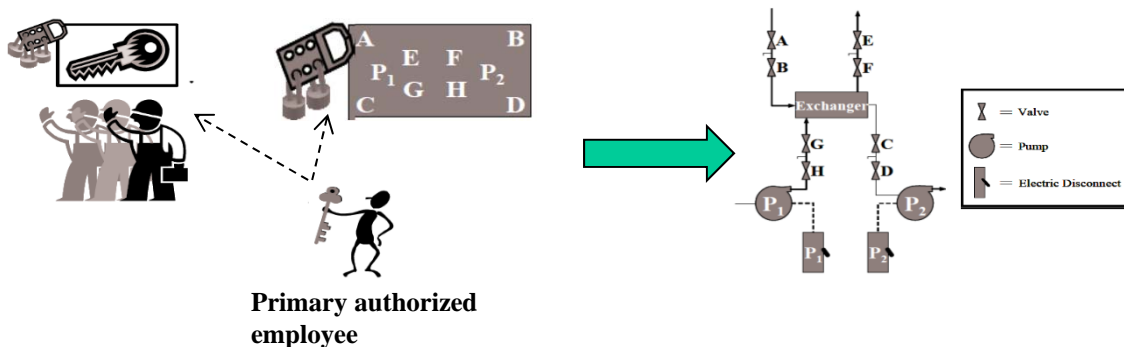 A B
E F
P1 P2
G H
C D
Primary authorized
employee
A E
B F
Exchanger
G C
H D
P1 P2
P1 P2
= Valve
= Pump
= Electric Disconnect